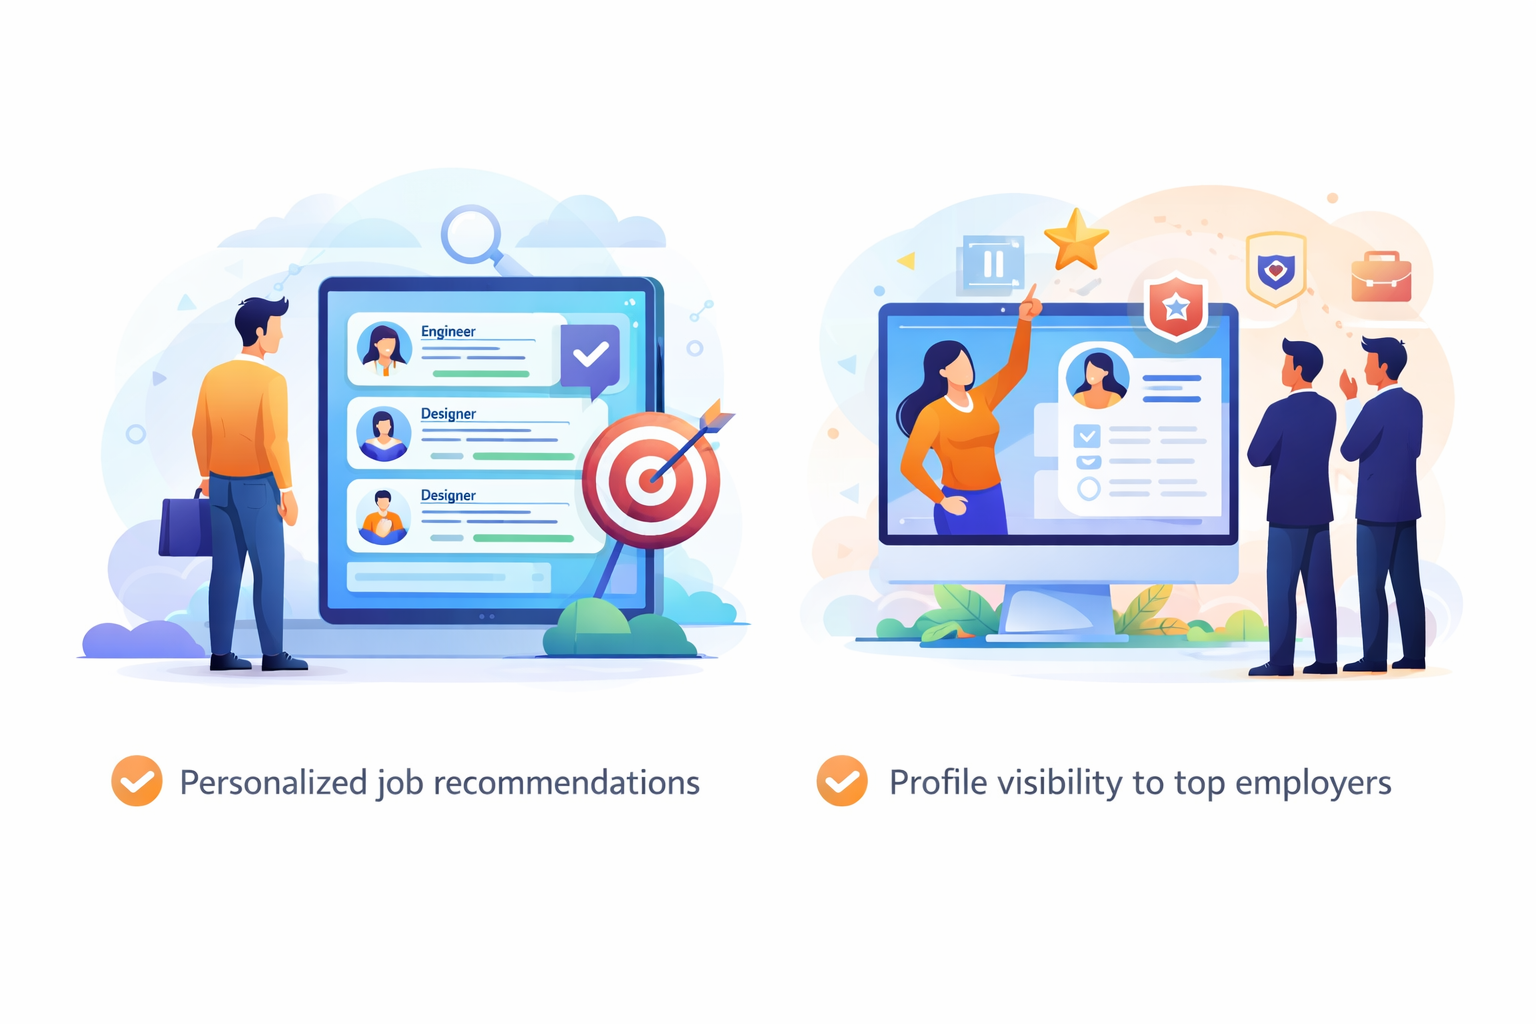 Engineer
Designer
Designer
Personalized job recommendations
Profile visibility to top employers